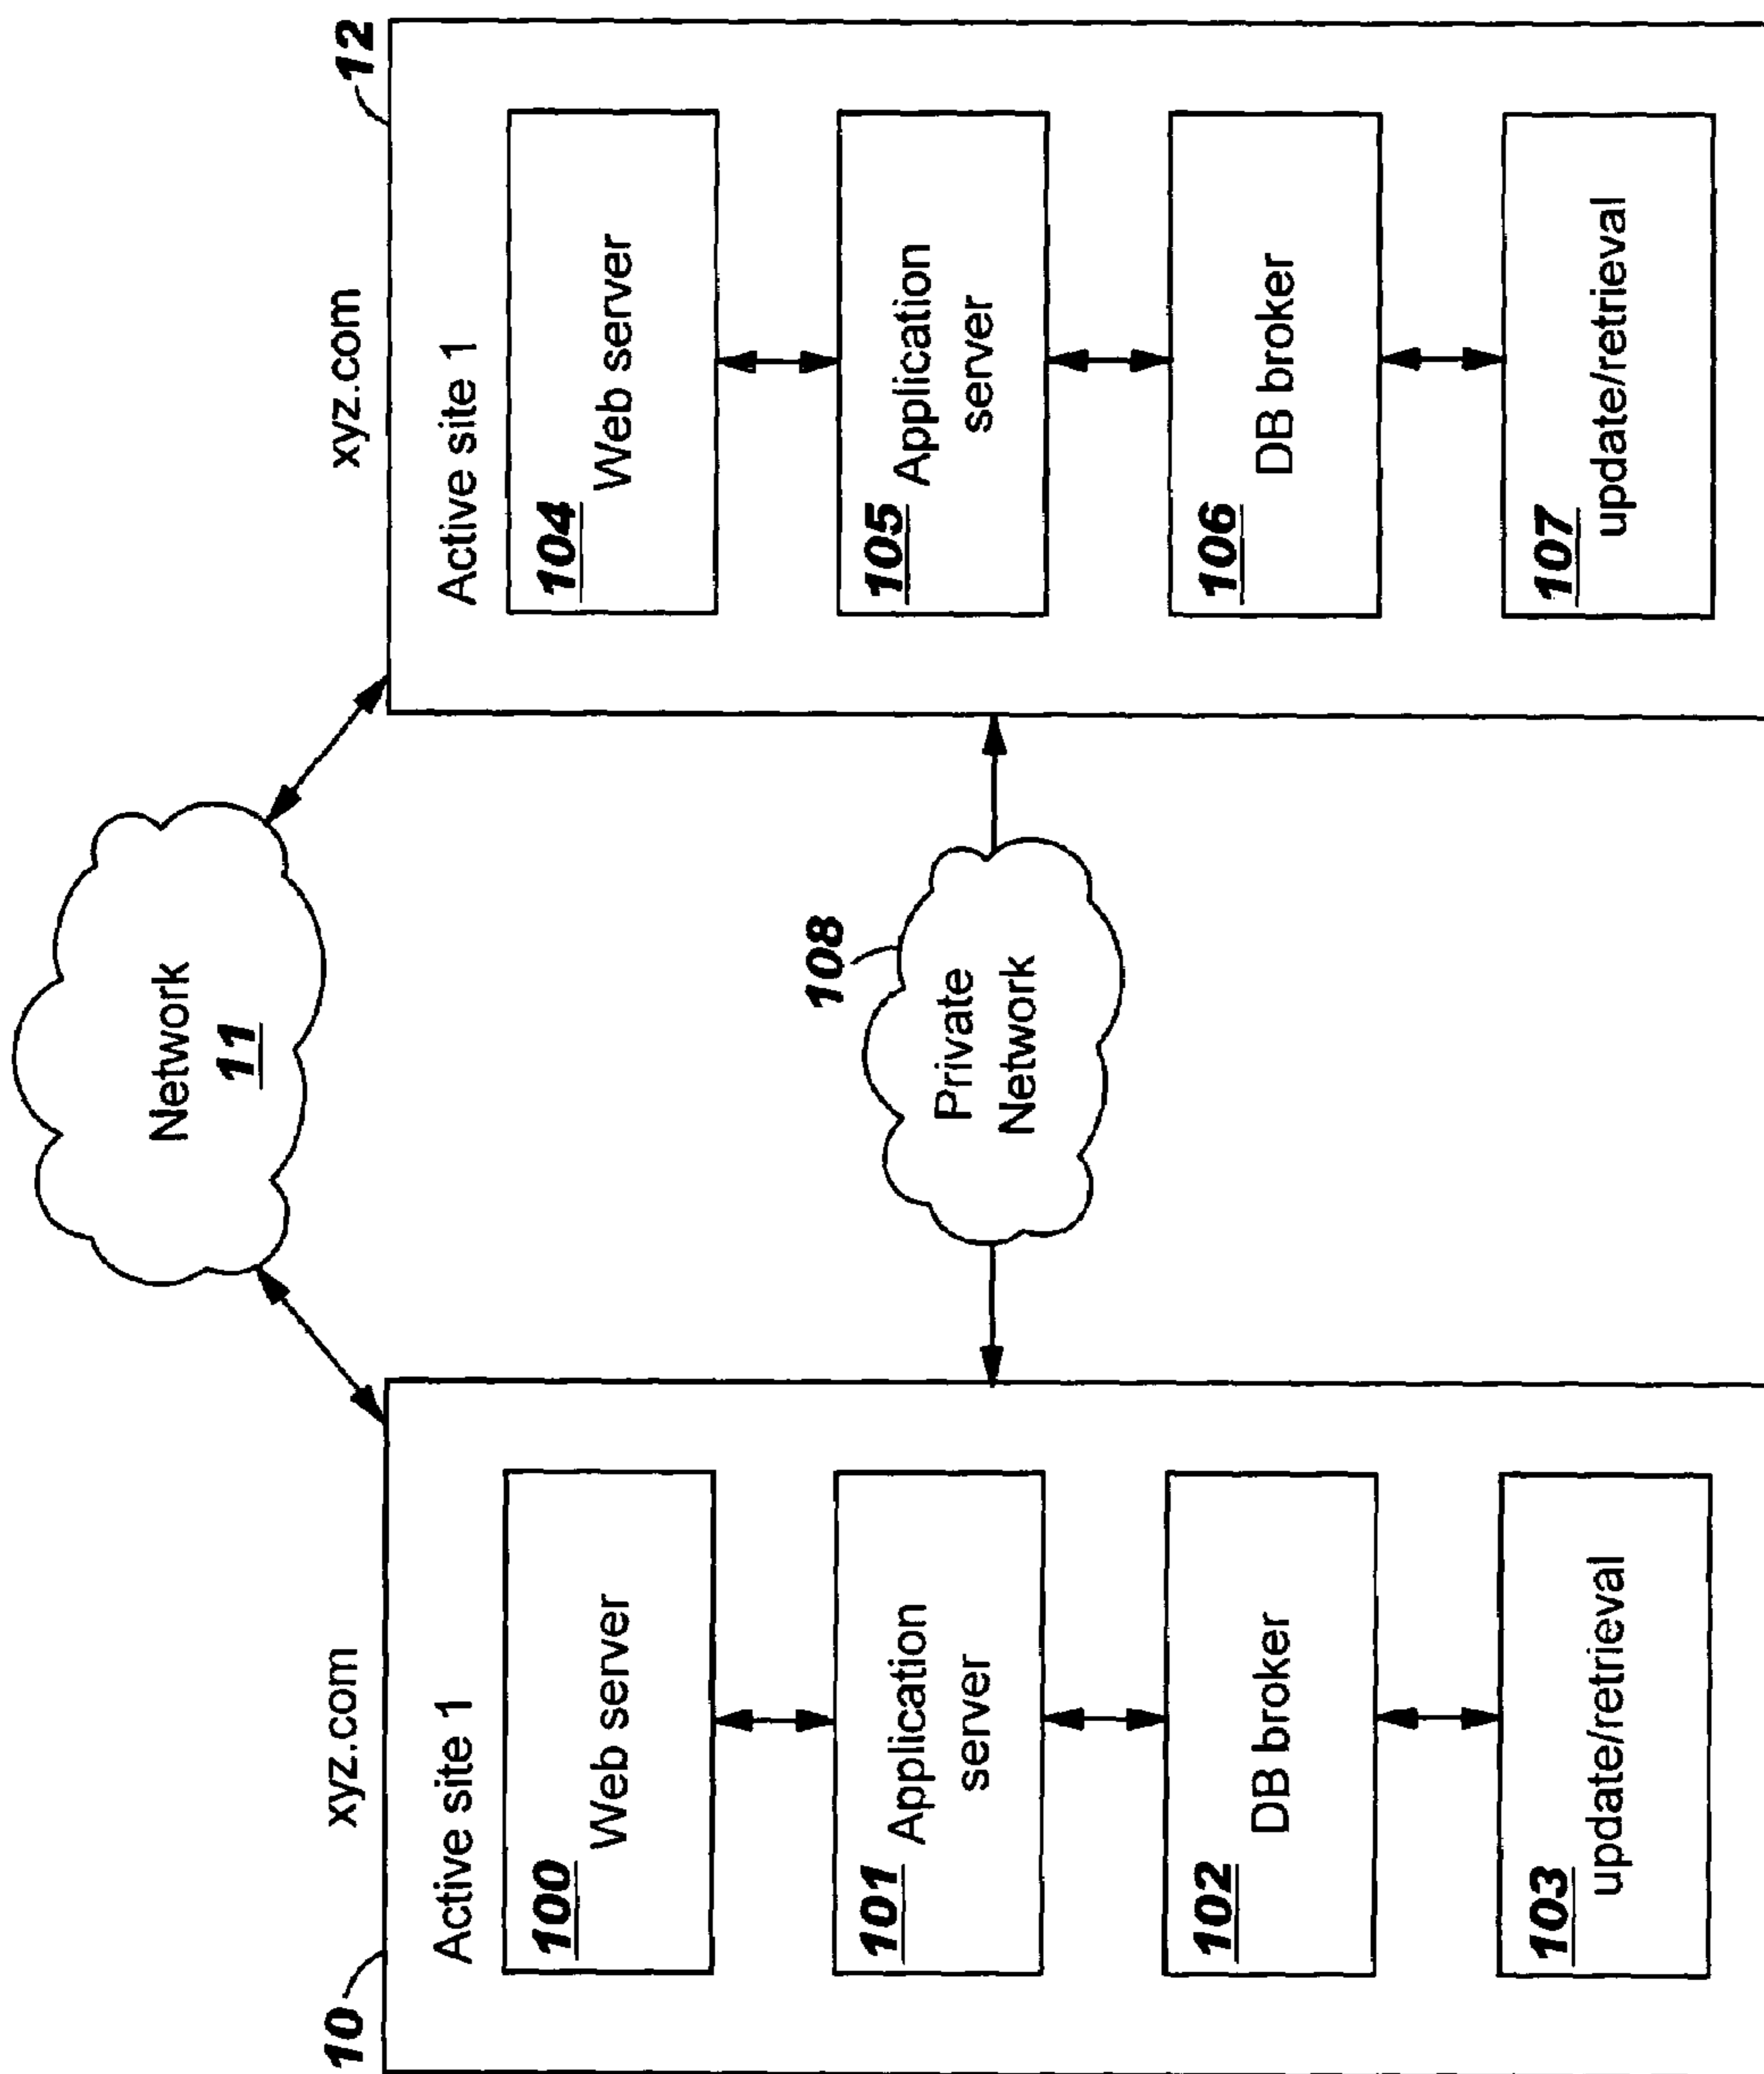 Network
11
xyz.com
10
Active site 1
100
Web server
101
Application
server
102
DB broker
103
update/retrieval
108
Private
Network
xyz.com
12
Active site 1
104
Web server
105
Application
server
106
DB broker
107
update/retrieval